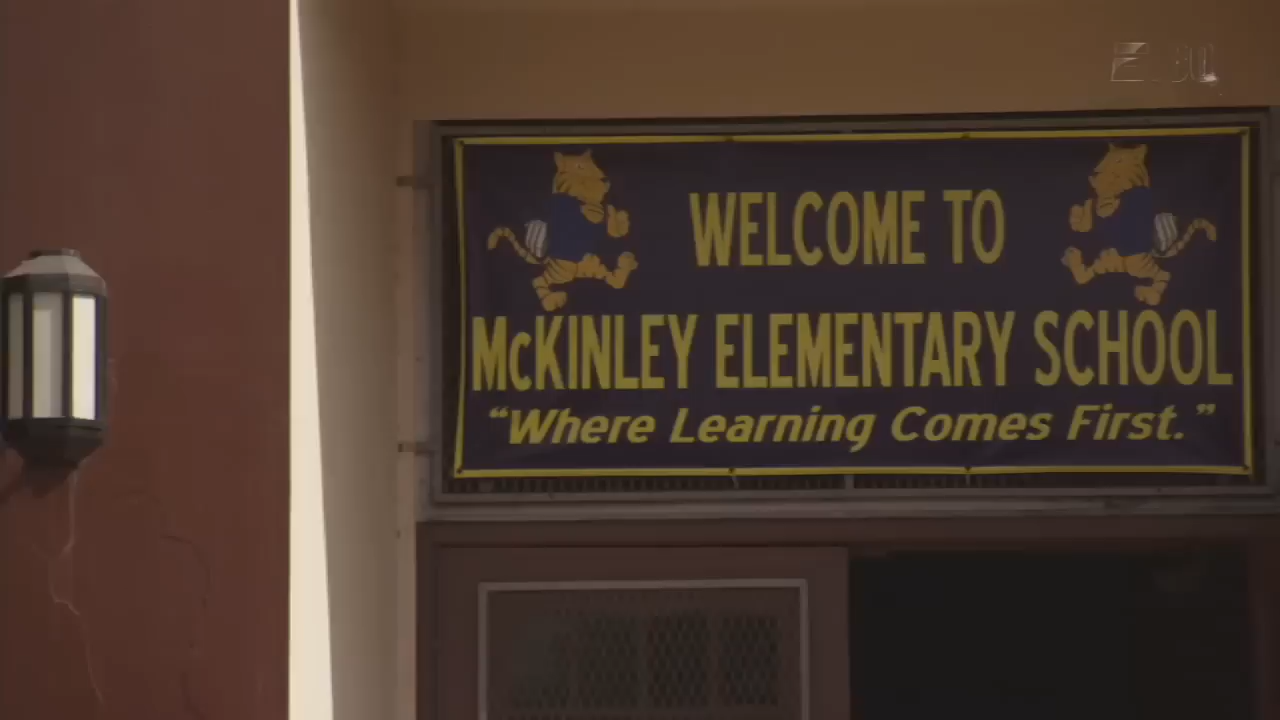 WELCOME TO
McKINLEY ELEMENTARY SCHOOL
“Where Learning Comes First.”